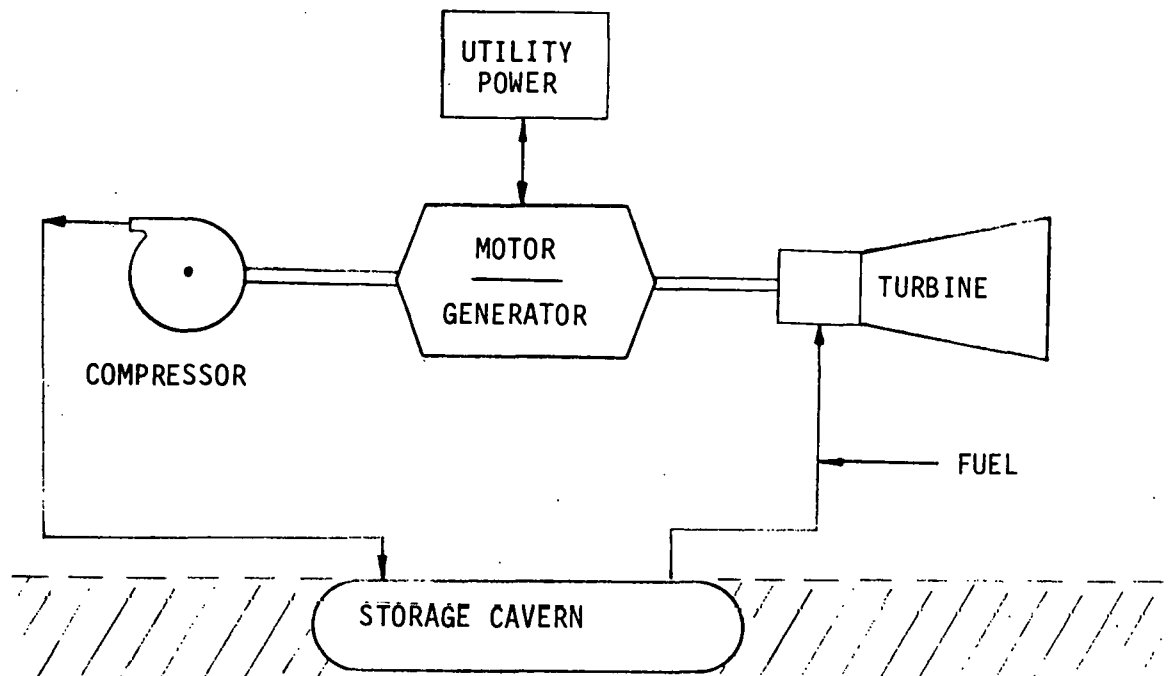 UTILITY
POWER
MOTOR
GENERATOR
TURBINE
COMPRESSOR
FUEL
STORAGE CAVERN